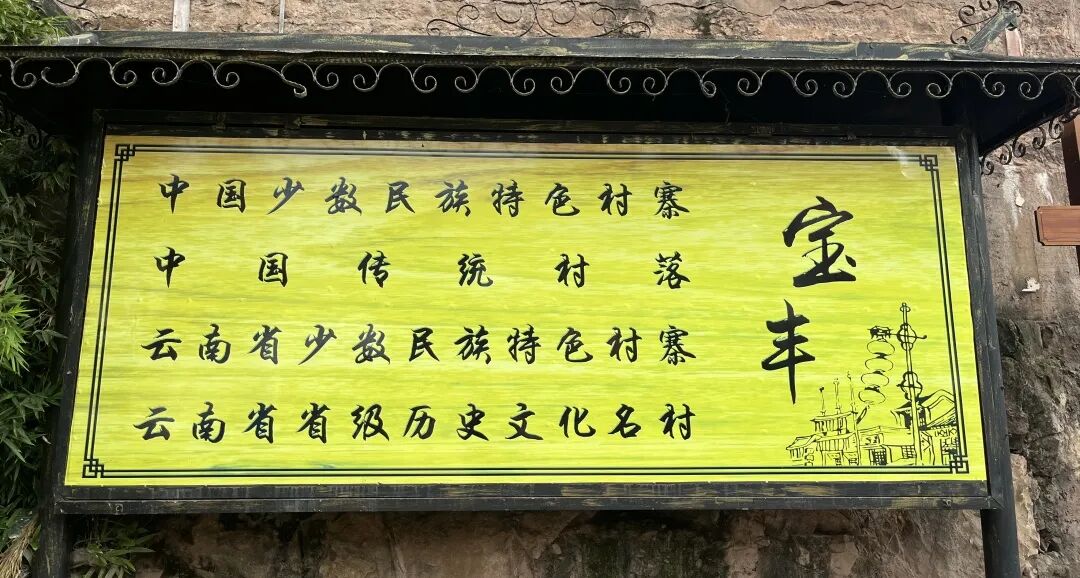 中国少数民族特色村寨
中国传统村落
云南省少数民族特色村寨
云南省省级历史文化名村
宝丰